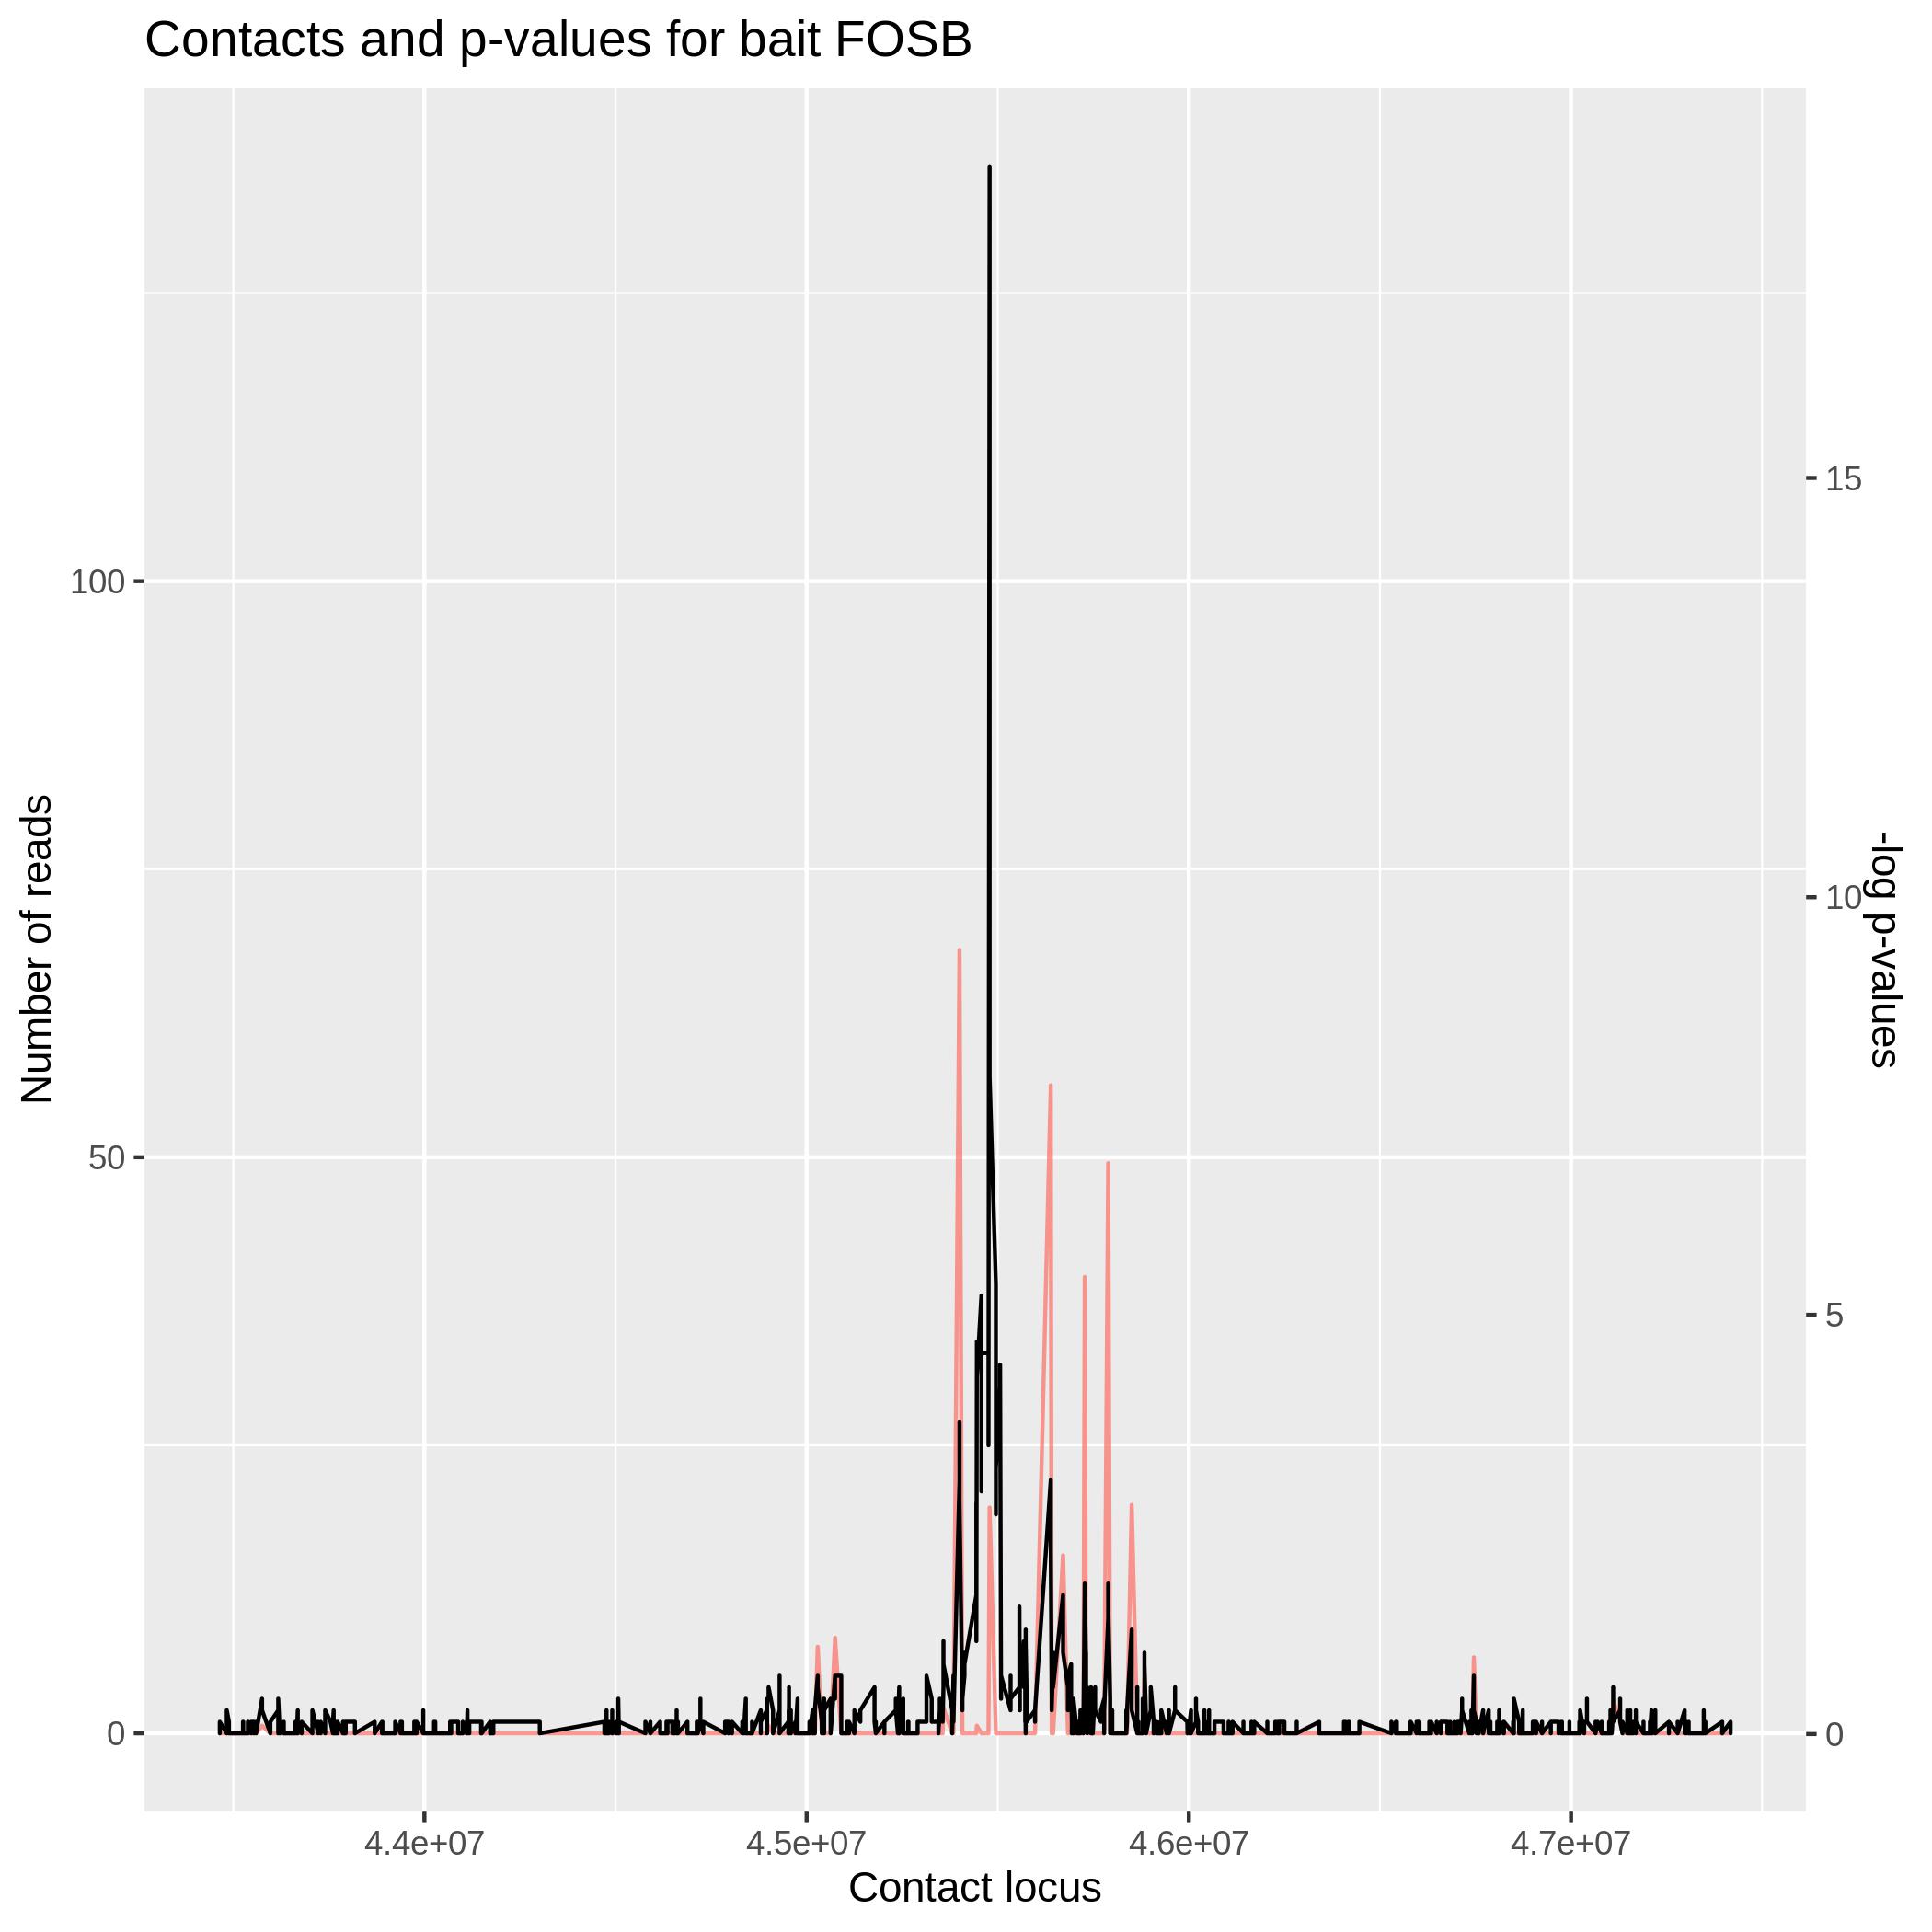 Contacts and p-values for bait FOSB
Number of reads
100
50
0
15
10
5
0
-log p-values
4.4e+07
4.5e+07
4.6e+07
4.7e+07
Contact locus